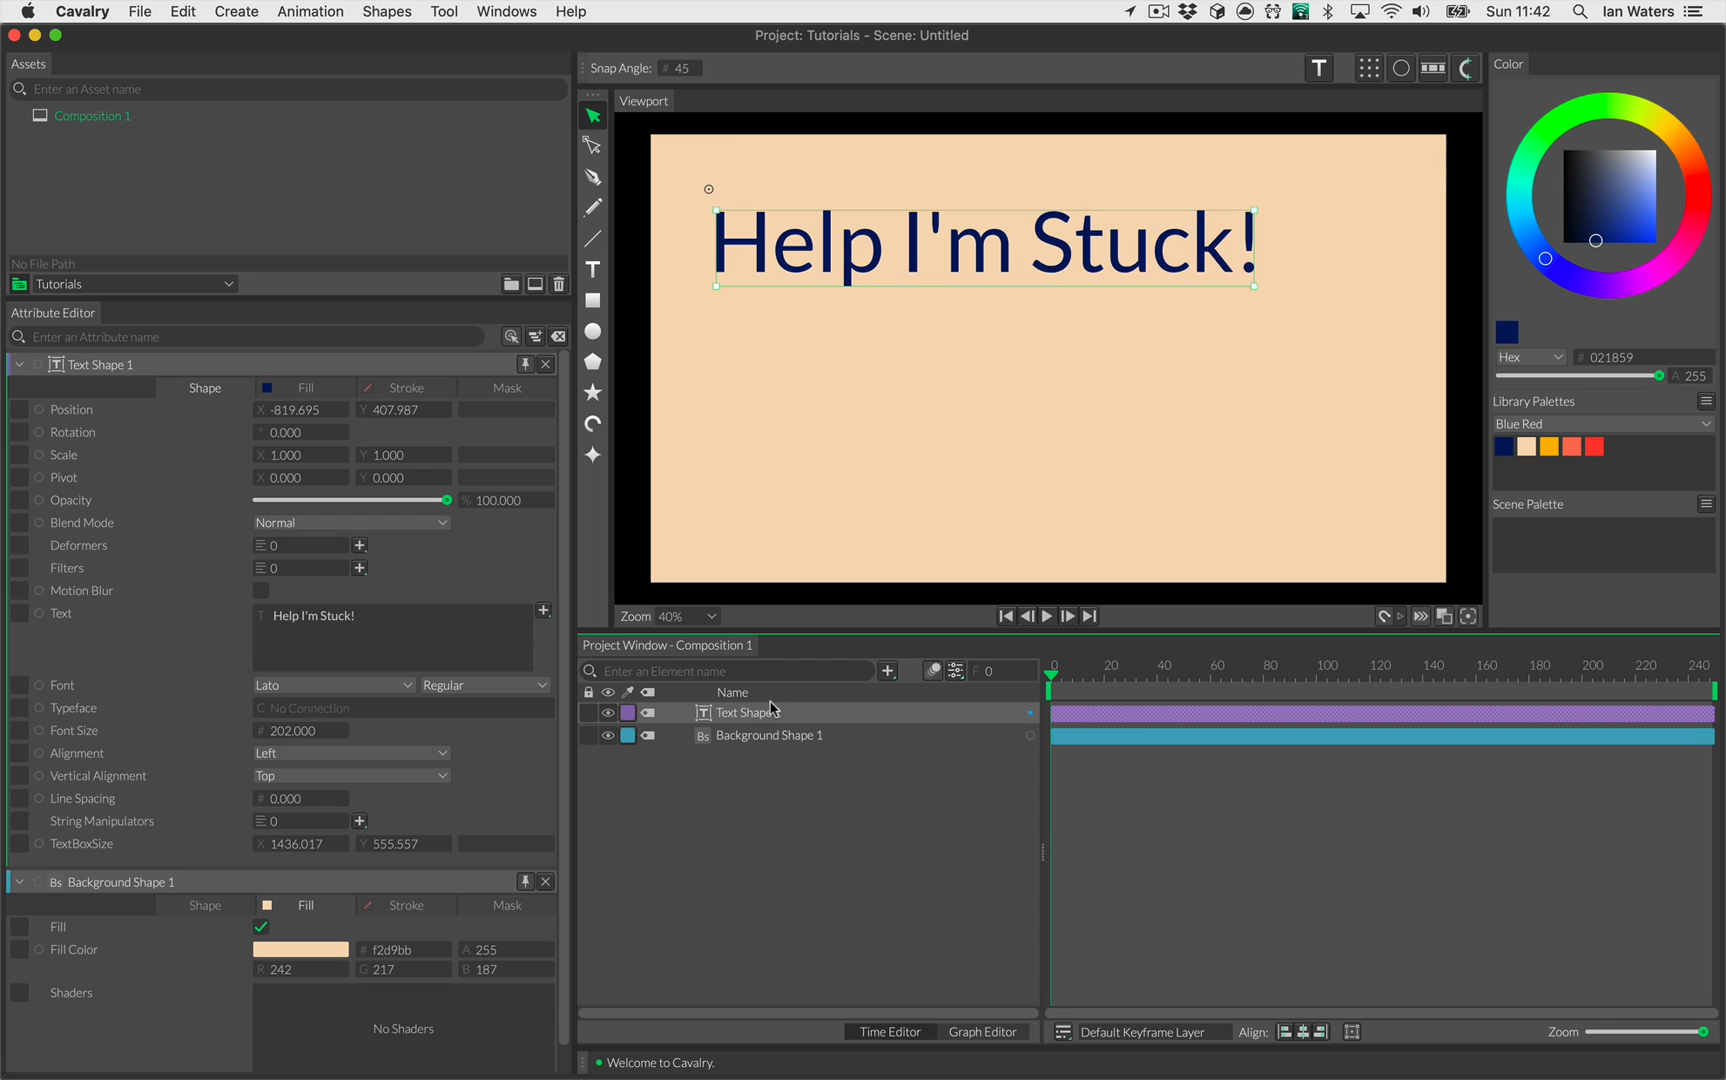 Cavalry File Edit Create Animation Shapes Tool Windows Help Sun 11:42 Ian Waters
Project: Tutorials - Scene: Untitled
Assets
Enter an Asset name
Composition 1
No File Path
Tutorials
Attribute Editor
Enter an Attribute name
Text Shape 1
Shape Fill Stroke Mask
Position X -819.695 Y 407.987
Rotation ° 0.000
Scale X 1.000 Y 1.000
Pivot X 0.000 Y 0.000
Opacity % 100.000
Blend Mode Normal
Deformers 0
Filters 0
Motion Blur
Text T Help I'm Stuck!
Font Lato Regular
Typeface C No Connection
Font Size # 202.000
Alignment Left
Vertical Alignment Top
Line Spacing # 0.000
String Manipulators 0
TextBoxSize X 1436.017 Y 555.557
Bs Background Shape 1
Shape Fill Stroke Mask
Fill
Fill Color # f2d9bb A 255
R 242 G 217 B 187
Shaders
No Shaders
Snap Angle: # 45
Viewport
Help I'm Stuck!
Zoom 40%
Project Window - Composition 1
Enter an Element name F 0
Name
Text Shape
Bs Background Shape 1
0 20 40 60 80 100 120 140 160 180 200 220 240
Time Editor Graph Editor Default Keyframe Layer Align: Zoom
Welcome to Cavalry.
Color
Hex # 021859
A 255
Library Palettes
Blue Red
Scene Palette